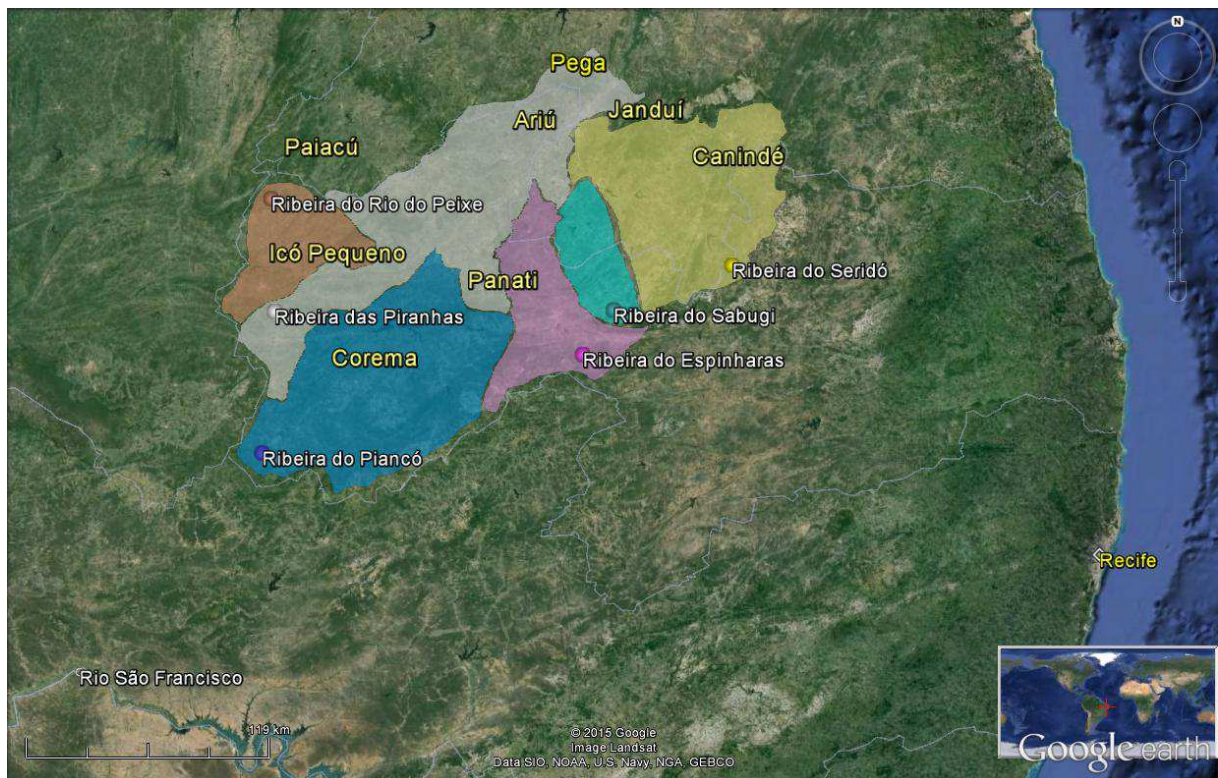 N
Pega
Ariú
Janduí
Paiacú
Canindé
Ribeira do Rio do Peixe
Icó Pequeno
Panati
Ribeira do Seridó
Ribeira das Piranhas
Ribeira do Sabugi
Corema
Ribeira do Espinharas
Ribeira do Piancó
Recife
Rio São Francisco
119 km
© 2015 Google
Image Landsat
Data SIO, NOAA, U.S. Navy, NGA, GEBCO
Google earth